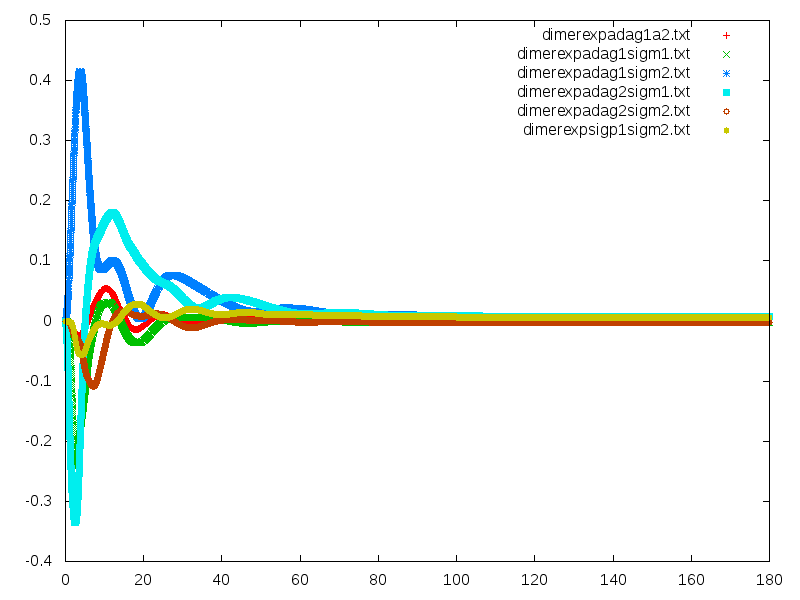 0.5
0.4
0.3
0.2
0.1
0
-0.1
-0.2
-0.3
-0.4
0 20 40 60 80 100 120 140 160 180
dimerexpadag1a2.txt
dimerexpadag1sigm1.txt
dimerexpadag1sigm2.txt
dimerexpadag2sigm1.txt
dimerexpadag2sigm2.txt
dimerexpsigp1sigm2.txt